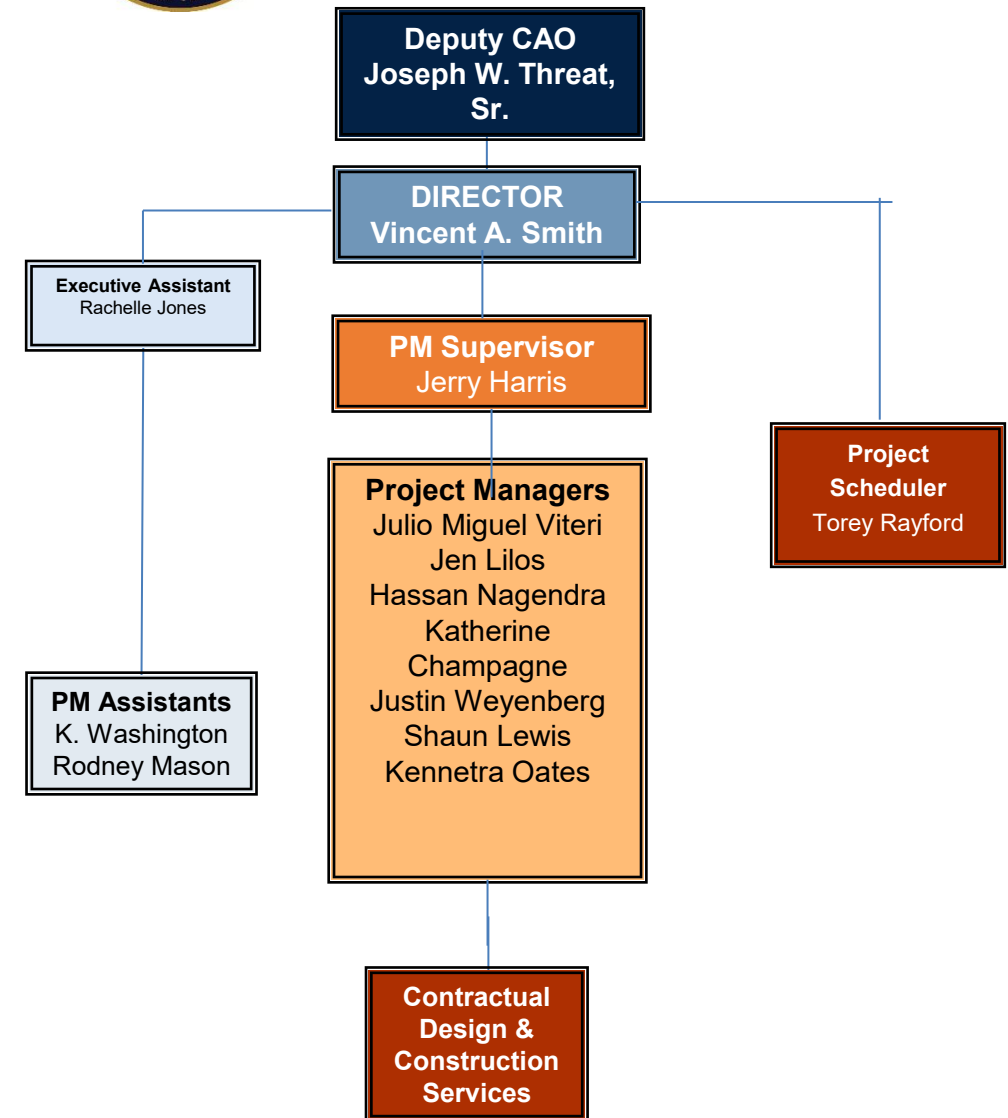 Deputy CAO
Joseph W. Threat,
Sr.
DIRECTOR
Vincent A. Smith
Executive Assistant
Rachelle Jones
PM Supervisor
Jerry Harris
Project
Scheduler
Torey Rayford
Project Managers
Julio Miguel Viteri
Jen Lilos
Hassan Nagendra
Katherine
Champagne
Justin Weyenberg
Shaun Lewis
Kennetra Oates
PM Assistants
K. Washington
Rodney Mason
Contractual
Design &
Construction
Services